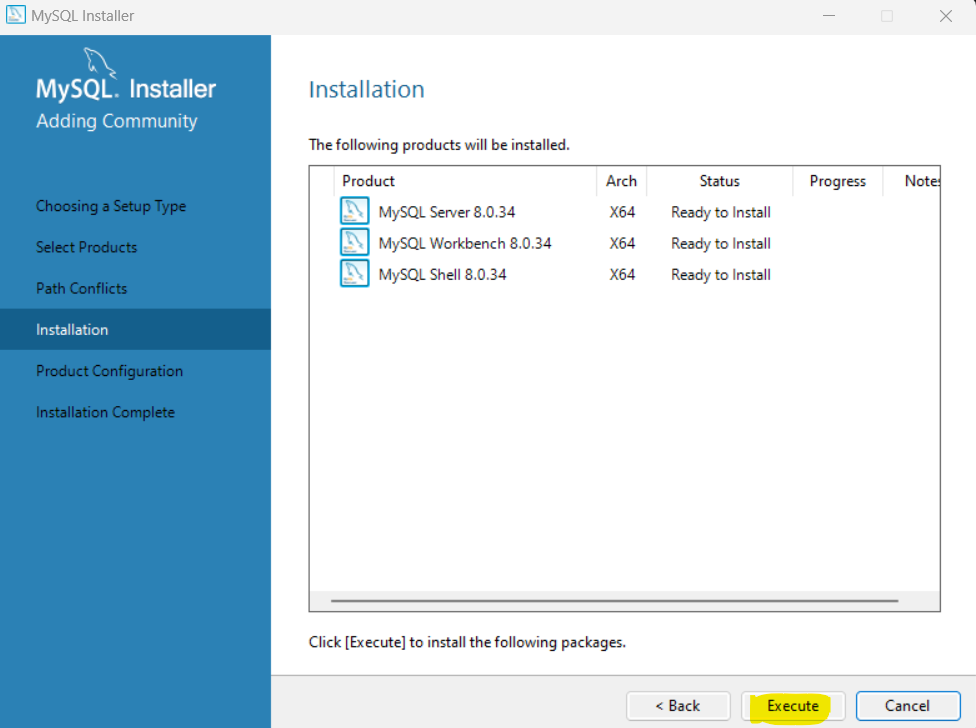 MySQL Installer
MySQL. Installer
Adding Community
Choosing a Setup Type
Select Products
Path Conflicts
Installation
Product Configuration
Installation Complete
Installation
The following products will be installed.
Product Arch Status Progress Notes
MySQL Server 8.0.34 X64 Ready to Install
MySQL Workbench 8.0.34 X64 Ready to Install
MySQL Shell 8.0.34 X64 Ready to Install
Click [Execute] to install the following packages.
< Back Execute Cancel